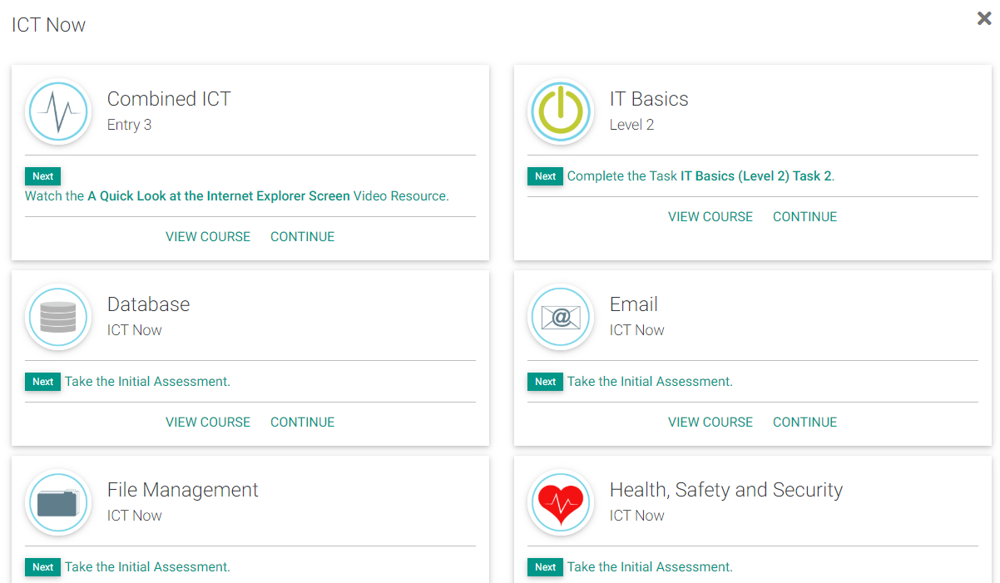 ICT Now
Combined ICT
Entry 3
Next
Watch the A Quick Look at the Internet Explorer Screen Video Resource.
VIEW COURSE CONTINUE
IT Basics
Level 2
Next Complete the Task IT Basics (Level 2) Task 2.
VIEW COURSE CONTINUE
Database
ICT Now
Next Take the Initial Assessment.
VIEW COURSE CONTINUE
Email
ICT Now
Next Take the Initial Assessment.
VIEW COURSE CONTINUE
File Management
ICT Now
Next Take the Initial Assessment.
Health, Safety and Security
ICT Now
Next Take the Initial Assessment.